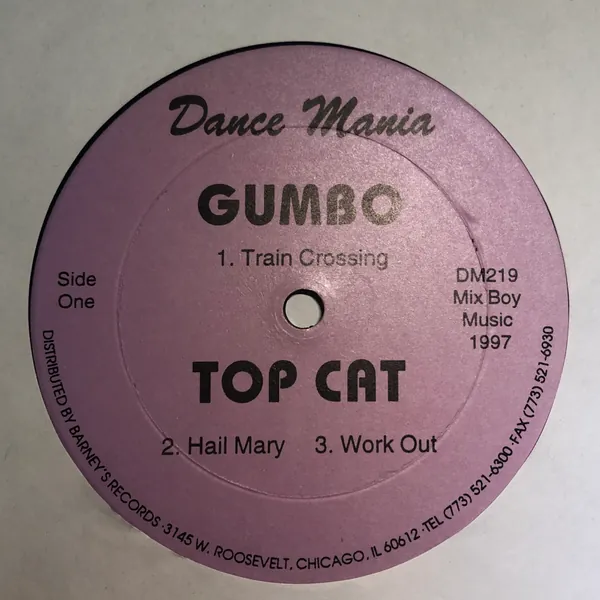 Dance Mania
GUMBO
1. Train Crossing
Side
One
DM219
Mix Boy
Music
1997
TOP CAT
2. Hail Mary 3. Work Out
DISTRIBUTED BY BARNEY'S RECORDS ·3145 W. ROOSEVELT, CHICAGO, IL 60612 ·TEL (773) 521-6300 ·FAX (773) 521-6930